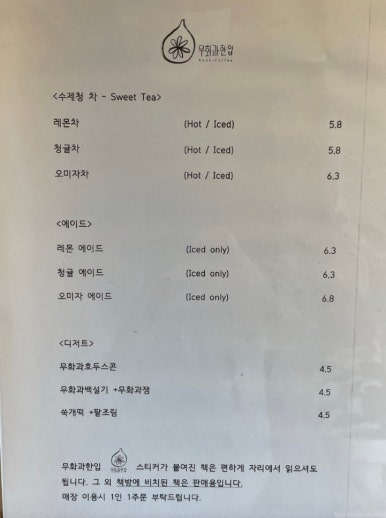 무화과한입
<수제청 차 - Sweet Tea>
레몬차 (Hot / Iced) 5.8
청귤차 (Hot / Iced) 5.8
오미자차 (Hot / Iced) 6.3
<에이드>
레몬 에이드 (Iced only) 6.3
청귤 에이드 (Iced only) 6.3
오미자 에이드 (Iced only) 6.8
<디저트>
무화과호두스콘 4.5
무화과백설기 +무화과잼 4.5
쑥개떡 +팥조림 4.5
무화과한입 무화과한입 스티커가 붙여진 책은 편하게 자리에서 읽으셔도
됩니다. 그 외 책방에 비치된 책은 판매용입니다.
매장 이용시 1인 1주문 부탁드립니다.